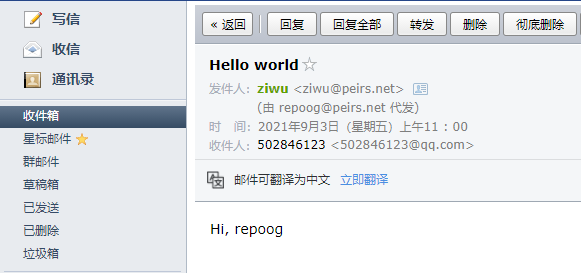 写信
收信
通讯录
收件箱
星标邮件
群邮件
草稿箱
已发送
已删除
垃圾箱
« 返回 回复 回复全部 转发 删除 彻底删除
Hello world
发件人：ziwu <ziwu@peirs.net>
(由 repoog@peirs.net 代发)
时　间：2021年9月3日（星期五）上午11：00
收件人：502846123 <502846123@qq.com>
邮件可翻译为中文 立即翻译
Hi, repoog